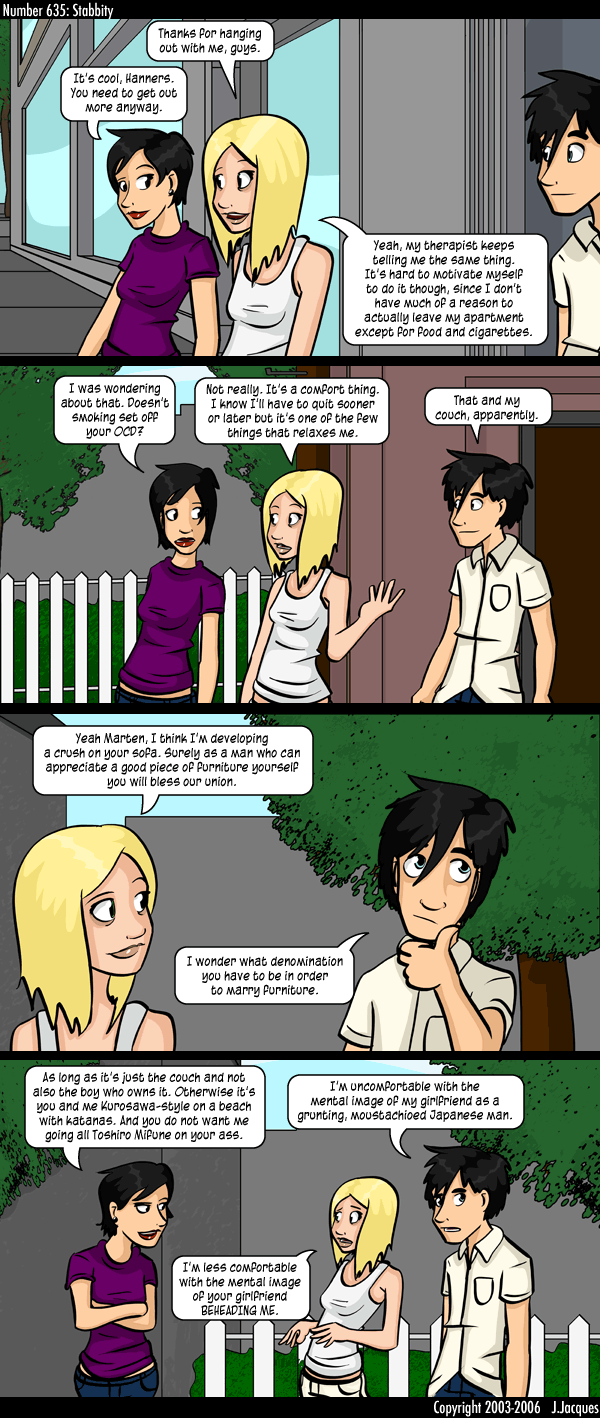 Number 635: Stabbity
Thanks for hanging
out with me, guys.
It's cool, Hanners.
You need to get out
more anyway.
Yeah, my therapist keeps
telling me the same thing.
It's hard to motivate myself
to do it though, since I don't
have much of a reason to
actually leave my apartment
except for food and cigarettes.
I was wondering
about that. Doesn't
smoking set off
your OCD?
Not really. It's a comfort thing.
I know I'll have to quit sooner
or later but it's one of the few
things that relaxes me.
That and my
couch, apparently.
Yeah Marten, I think I'm developing
a crush on your sofa. Surely as a man who can
appreciate a good piece of furniture yourself
you will bless our union.
I wonder what denomination
you have to be in order
to marry furniture.
As long as it's just the couch and not
also the boy who owns it. Otherwise it's
you and me Kurosawa-style on a beach
with katanas. And you do not want me
going all Toshiro Mifune on your ass.
I'm uncomfortable with the
mental image of my girlfriend as a
grunting, moustachioed Japanese man.
I'm less comfortable
with the mental image
of your girlfriend
BEHEADING ME.
Copyright 2003-2006 J.Jacques